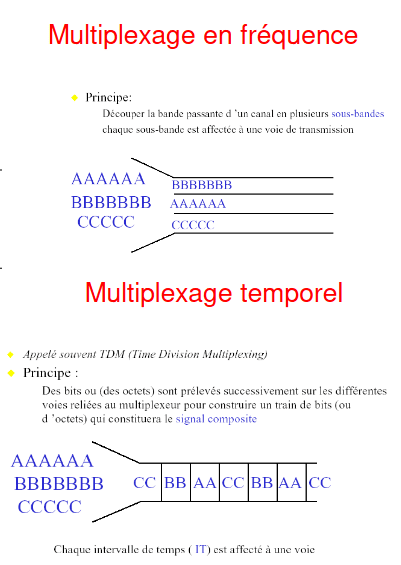 Multiplexage en fréquence
Principe:
Découper la bande passante d 'un canal en plusieurs sous-bandes
chaque sous-bande est affectée à une voie de transmission
AAAAAA BBBBBBB
BBBBBBB AAAAAA
CCCCC CCCCC
Multiplexage temporel
Appelé souvent TDM (Time Division Multiplexing)
Principe :
Des bits ou (des octets) sont prélevés successivement sur les différentes
voies reliées au multiplexeur pour construire un train de bits (ou
d 'octets) qui constituera le signal composite
AAAAAA
BBBBBBB CC BB AA CC BB AA CC
CCCCC
Chaque intervalle de temps ( IT) est affecté à une voie